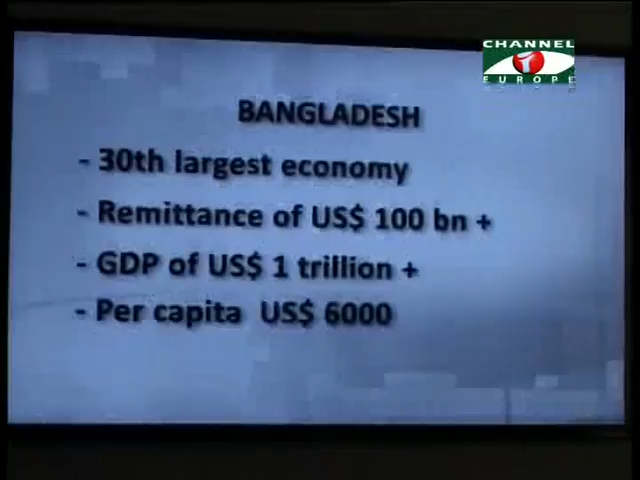 CHANNEL
i
EUROPE
BANGLADESH
- 30th largest economy
- Remittance of US$ 100 bn +
- GDP of US$ 1 trillion +
- Per capita US$ 6000